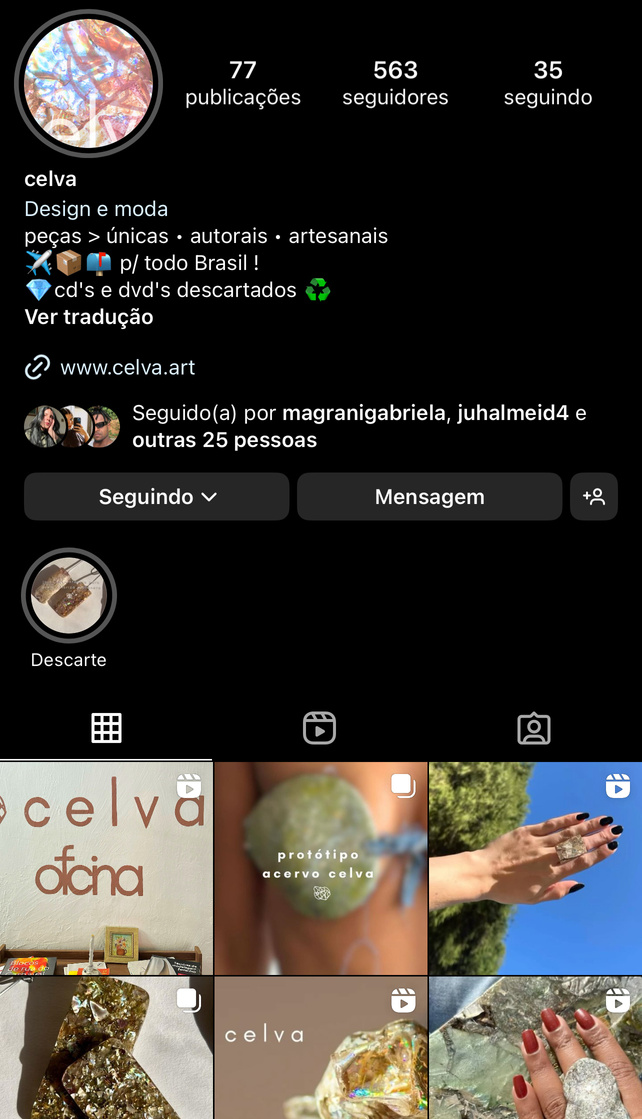 elv
77
publicações
563
seguidores
35
seguindo
celva
Design e moda
peças > únicas • autorais • artesanais
✈️📦📫 p/ todo Brasil !
💎cd's e dvd's descartados ♻️
Ver tradução
www.celva.art
Seguido(a) por magranigabriela, juhalmeid4 e
outras 25 pessoas
Seguindo
Mensagem
Descarte
celva
oficina
protótipo
acervo celva
celva